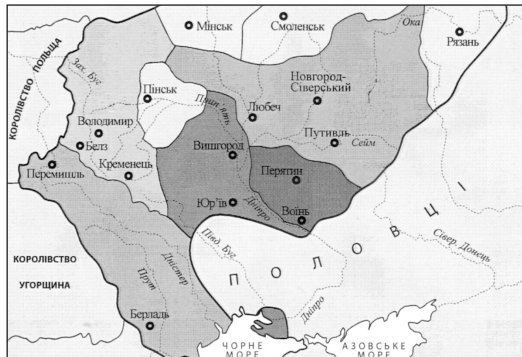 Мінськ
Смоленськ
Ока
Рязань
КОРОЛІВСТВО ПОЛЬЩА
Зах. Буг
Пінськ
Прип'ять
Любеч
Новгород-
Сіверський
Володимир
Белз
Путивль
Сейм
Вишгород
Перемишль
Кременець
Перятин
Юр'їв
Дніпро
Воїнь
ПОЛОВЦІ
Півд. Буг
Сівер. Донець
КОРОЛІВСТВО
УГОРЩИНА
Дністер
Прут
Дніпро
Берладь
ЧОРНЕ
МОРЕ
АЗОВСЬКЕ
МОРЕ